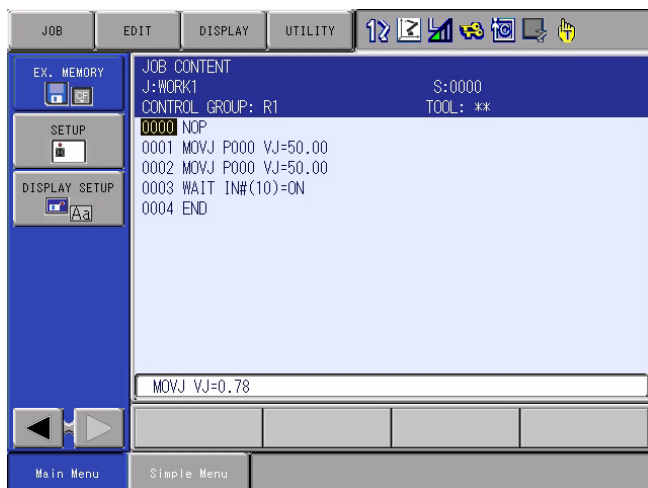 JOB
EDIT
DISPLAY
UTILITY
EX. MEMORY
CF
SETUP
DISPLAY SETUP
Aa
JOB CONTENT
J:WORK1 S:0000
CONTROL GROUP: R1 TOOL: **
0000 NOP
0001 MOVJ P000 VJ=50.00
0002 MOVJ P000 VJ=50.00
0003 WAIT IN#(10)=ON
0004 END
MOVJ VJ=0.78
Main Menu
Simple Menu